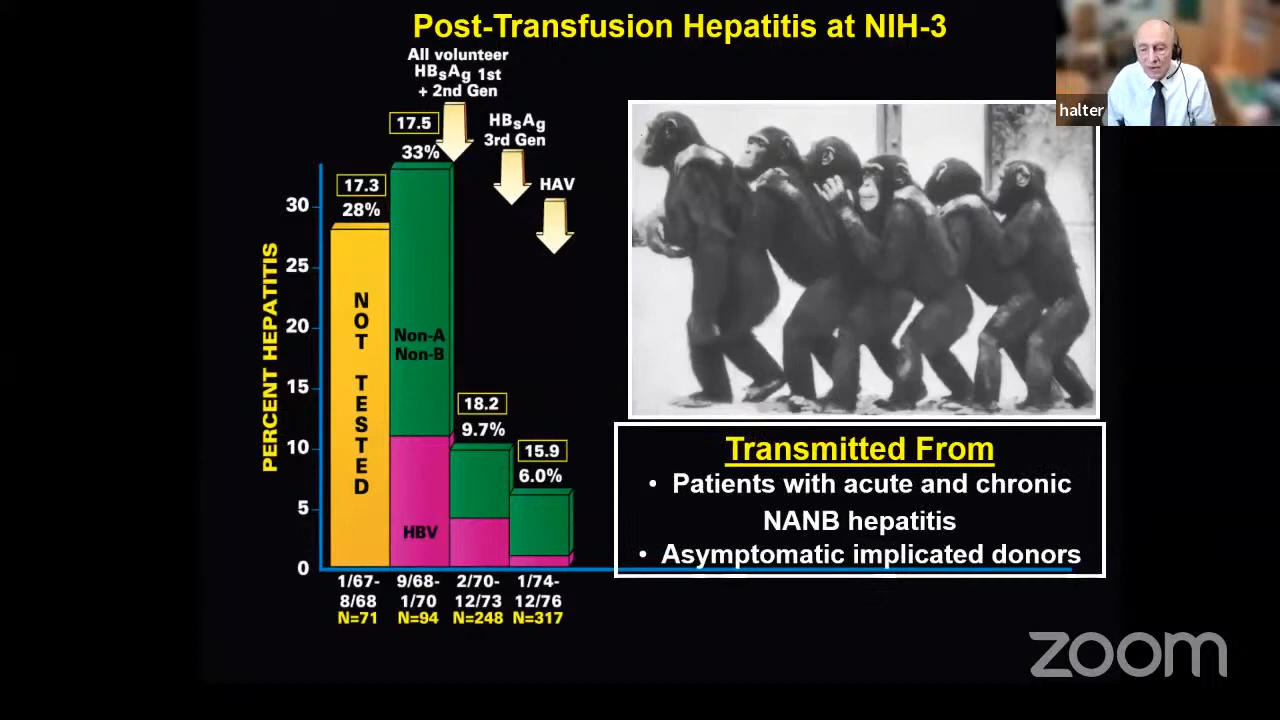 Post-Transfusion Hepatitis at NIH-3
All volunteer
HBsAg 1st
+ 2nd Gen
17.5
33%
HBsAg
3rd Gen
HAV
17.3
28%
halter
30
25
20
15
10
5
0
PERCENT HEPATITIS
NOT TESTED
Non-A
Non-B
HBV
18.2
9.7%
15.9
6.0%
1/67-
8/68
N=71
9/68-
1/70
N=94
2/70-
12/73
N=248
1/74-
12/76
N=317
Transmitted From
• Patients with acute and chronic
NANB hepatitis
• Asymptomatic implicated donors
zoom